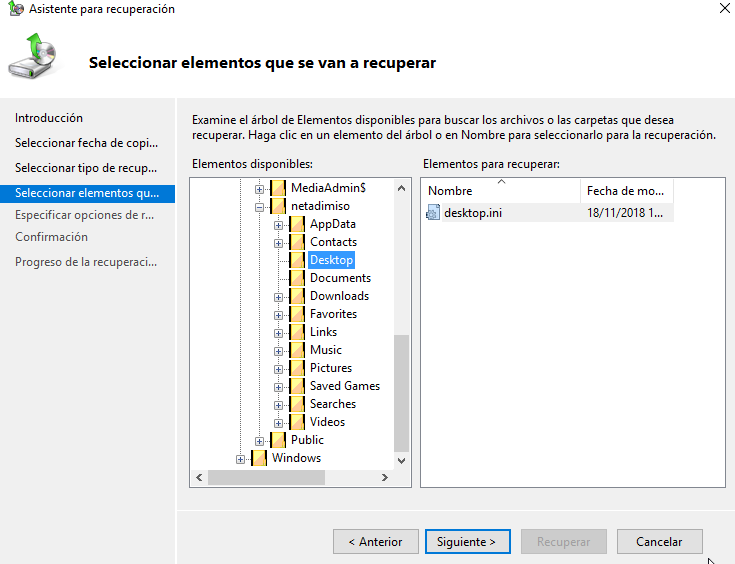 Asistente para recuperación
Seleccionar elementos que se van a recuperar
Introducción
Seleccionar fecha de copi...
Seleccionar tipo de recup...
Seleccionar elementos qu...
Especificar opciones de r...
Confirmación
Progreso de la recuperaci...
Examine el árbol de Elementos disponibles para buscar los archivos o las carpetas que desea
recuperar. Haga clic en un elemento del árbol o en Nombre para seleccionarlo para la recuperación.
Elementos disponibles:
MediaAdmin$
netadimiso
AppData
Contacts
Desktop
Documents
Downloads
Favorites
Links
Music
Pictures
Saved Games
Searches
Videos
Public
Windows
Elementos para recuperar:
Nombre Fecha de mo...
desktop.ini 18/11/2018 1...
< Anterior Siguiente > Recuperar Cancelar